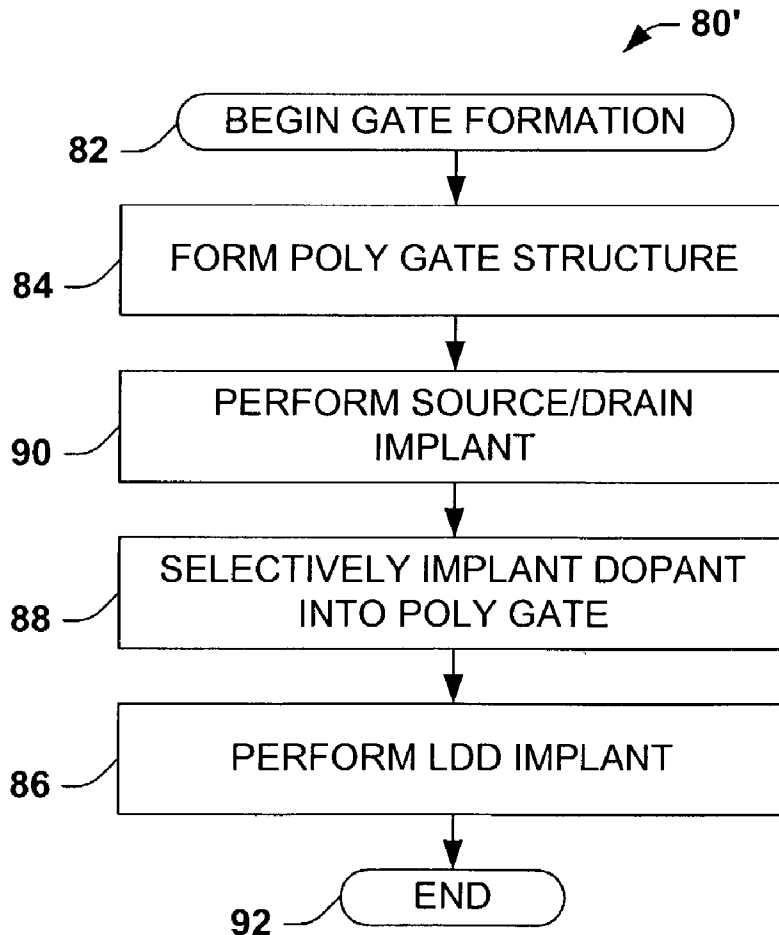 80'
BEGIN GATE FORMATION
82
FORM POLY GATE STRUCTURE
84
PERFORM SOURCE/DRAIN
IMPLANT
90
SELECTIVELY IMPLANT DOPANT
INTO POLY GATE
88
PERFORM LDD IMPLANT
86
END
92